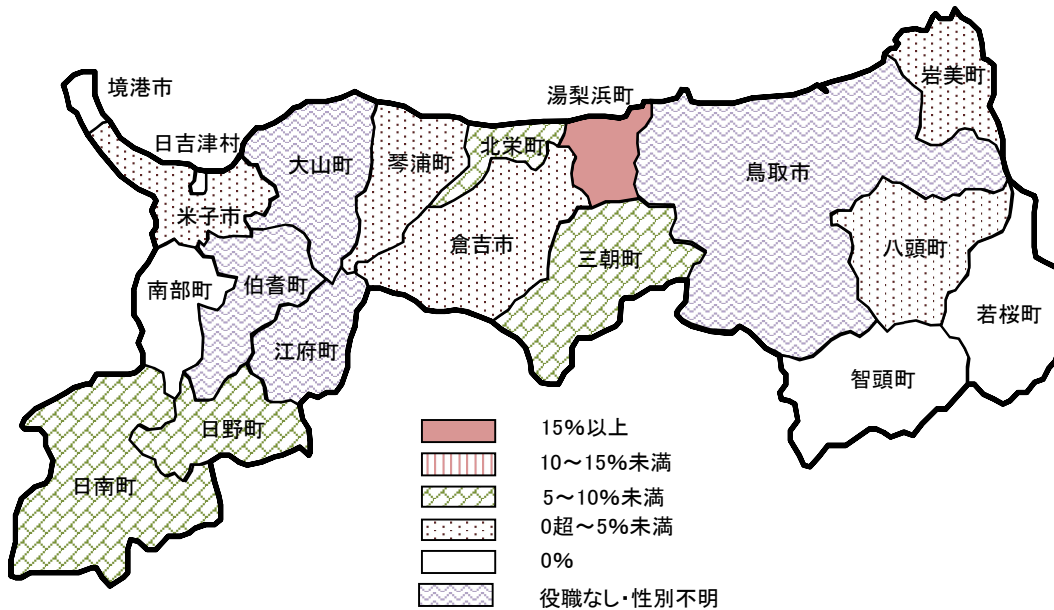 境港市
日吉津村
米子市
大山町
琴浦町
北栄町
湯梨浜町
鳥取市
岩美町
八頭町
若桜町
智頭町
倉吉市
三朝町
南部町
伯耆町
江府町
日野町
日南町
15%以上
10～15%未満
5～10%未満
0超～5%未満
0%
役職なし・性別不明